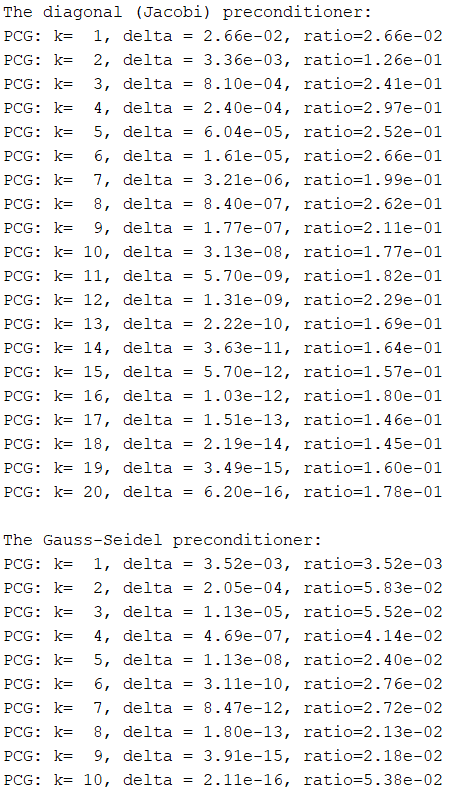 The diagonal (Jacobi) preconditioner:
PCG: k=  1, delta = 2.66e-02, ratio=2.66e-02
PCG: k=  2, delta = 3.36e-03, ratio=1.26e-01
PCG: k=  3, delta = 8.10e-04, ratio=2.41e-01
PCG: k=  4, delta = 2.40e-04, ratio=2.97e-01
PCG: k=  5, delta = 6.04e-05, ratio=2.52e-01
PCG: k=  6, delta = 1.61e-05, ratio=2.66e-01
PCG: k=  7, delta = 3.21e-06, ratio=1.99e-01
PCG: k=  8, delta = 8.40e-07, ratio=2.62e-01
PCG: k=  9, delta = 1.77e-07, ratio=2.11e-01
PCG: k= 10, delta = 3.13e-08, ratio=1.77e-01
PCG: k= 11, delta = 5.70e-09, ratio=1.82e-01
PCG: k= 12, delta = 1.31e-09, ratio=2.29e-01
PCG: k= 13, delta = 2.22e-10, ratio=1.69e-01
PCG: k= 14, delta = 3.63e-11, ratio=1.64e-01
PCG: k= 15, delta = 5.70e-12, ratio=1.57e-01
PCG: k= 16, delta = 1.03e-12, ratio=1.80e-01
PCG: k= 17, delta = 1.51e-13, ratio=1.46e-01
PCG: k= 18, delta = 2.19e-14, ratio=1.45e-01
PCG: k= 19, delta = 3.49e-15, ratio=1.60e-01
PCG: k= 20, delta = 6.20e-16, ratio=1.78e-01

The Gauss-Seidel preconditioner:
PCG: k=  1, delta = 3.52e-03, ratio=3.52e-03
PCG: k=  2, delta = 2.05e-04, ratio=5.83e-02
PCG: k=  3, delta = 1.13e-05, ratio=5.52e-02
PCG: k=  4, delta = 4.69e-07, ratio=4.14e-02
PCG: k=  5, delta = 1.13e-08, ratio=2.40e-02
PCG: k=  6, delta = 3.11e-10, ratio=2.76e-02
PCG: k=  7, delta = 8.47e-12, ratio=2.72e-02
PCG: k=  8, delta = 1.80e-13, ratio=2.13e-02
PCG: k=  9, delta = 3.91e-15, ratio=2.18e-02
PCG: k= 10, delta = 2.11e-16, ratio=5.38e-02